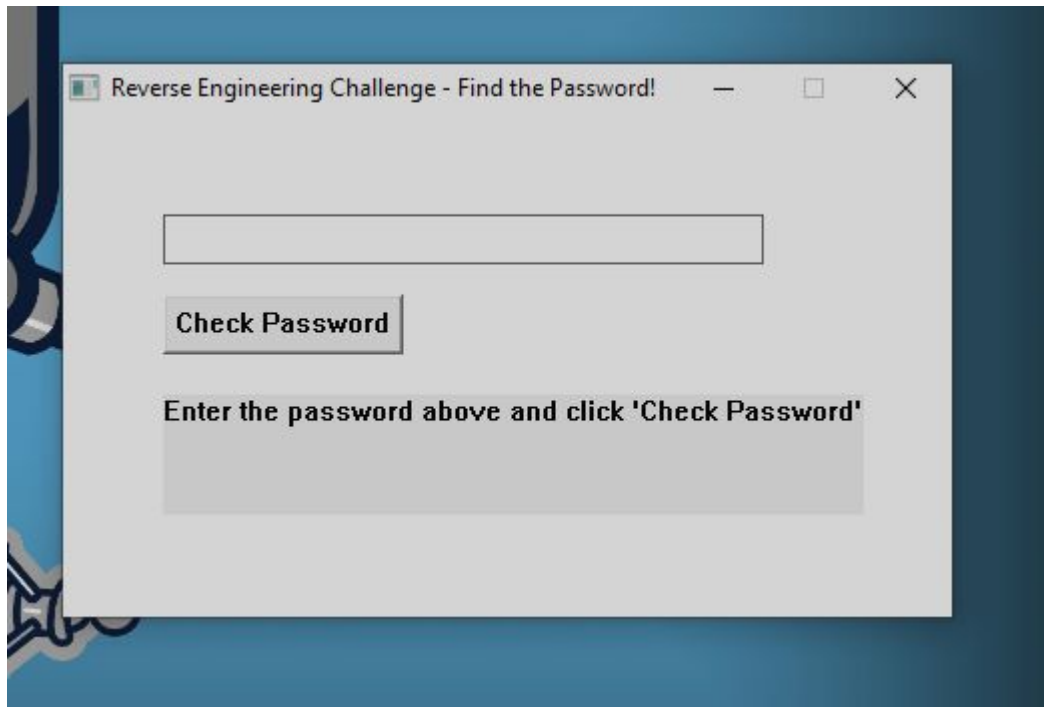 Reverse Engineering Challenge - Find the Password!
Check Password
Enter the password above and click 'Check Password'